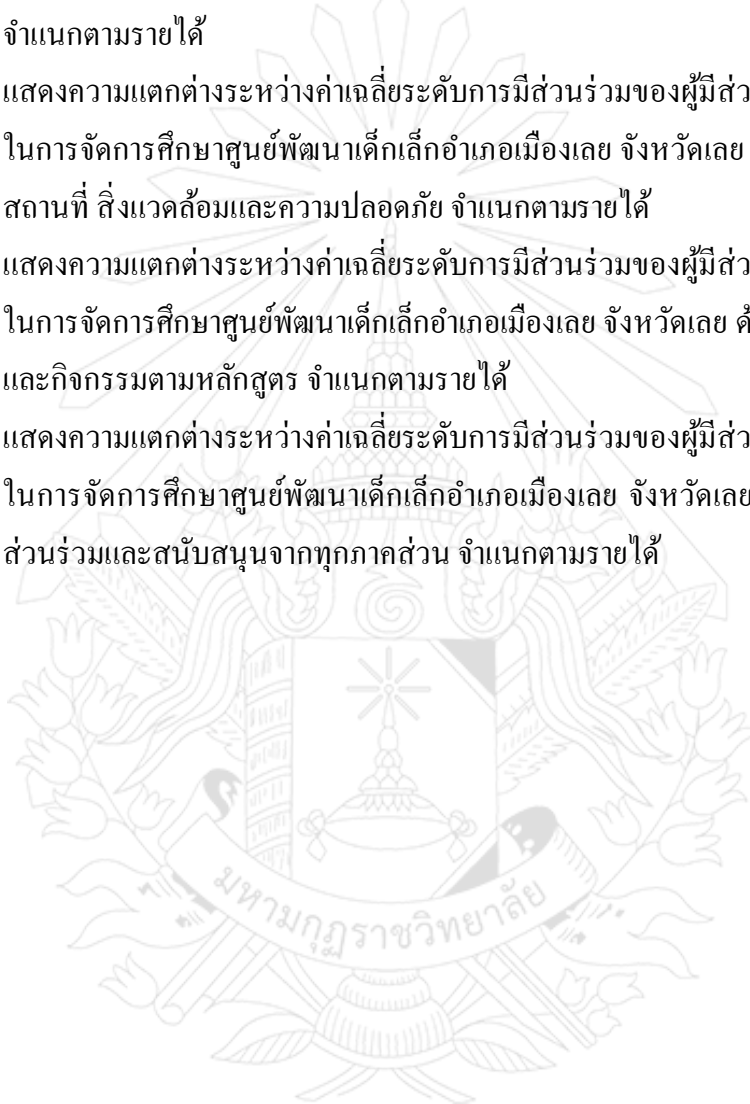 จำแนกตามรายได้
แสดงความแตกต่างระหว่างค่าเฉลี่ยระดับการมีส่วนร่วมของผู้มีส่ว
ในการจัดการศึกษาศูนย์พัฒนาเด็กเล็กอำเภอเมืองเลย จังหวัดเลย
สถานที่ สิ่งแวดล้อมและความปลอดภัย จำแนกตามรายได้
แสดงความแตกต่างระหว่างค่าเฉลี่ยระดับการมีส่วนร่วมของผู้มีส่ว
ในการจัดการศึกษาศูนย์พัฒนาเด็กเล็กอำเภอเมืองเลย จังหวัดเลย ด้
และกิจกรรมตามหลักสูตร จำแนกตามรายได้
แสดงความแตกต่างระหว่างค่าเฉลี่ยระดับการมีส่วนร่วมของผู้มีส่ว
ในการจัดการศึกษาศูนย์พัฒนาเด็กเล็กอำเภอเมืองเลย จังหวัดเลย
ส่วนร่วมและสนับสนุนจากทุกภาคส่วน จำแนกตามรายได้
มหามกุฏราชวิทยาลัย